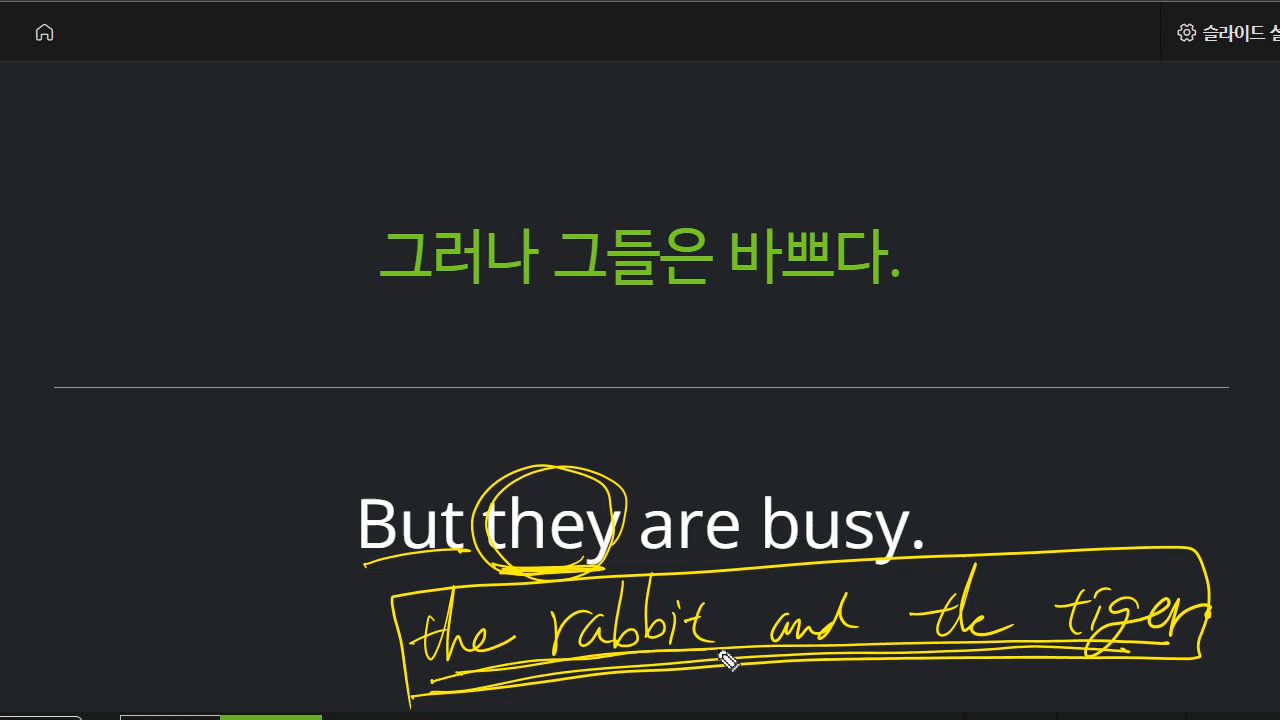 슬라이드
그러나 그들은 바쁘다.
But they are busy.
the rabbit and the tiger